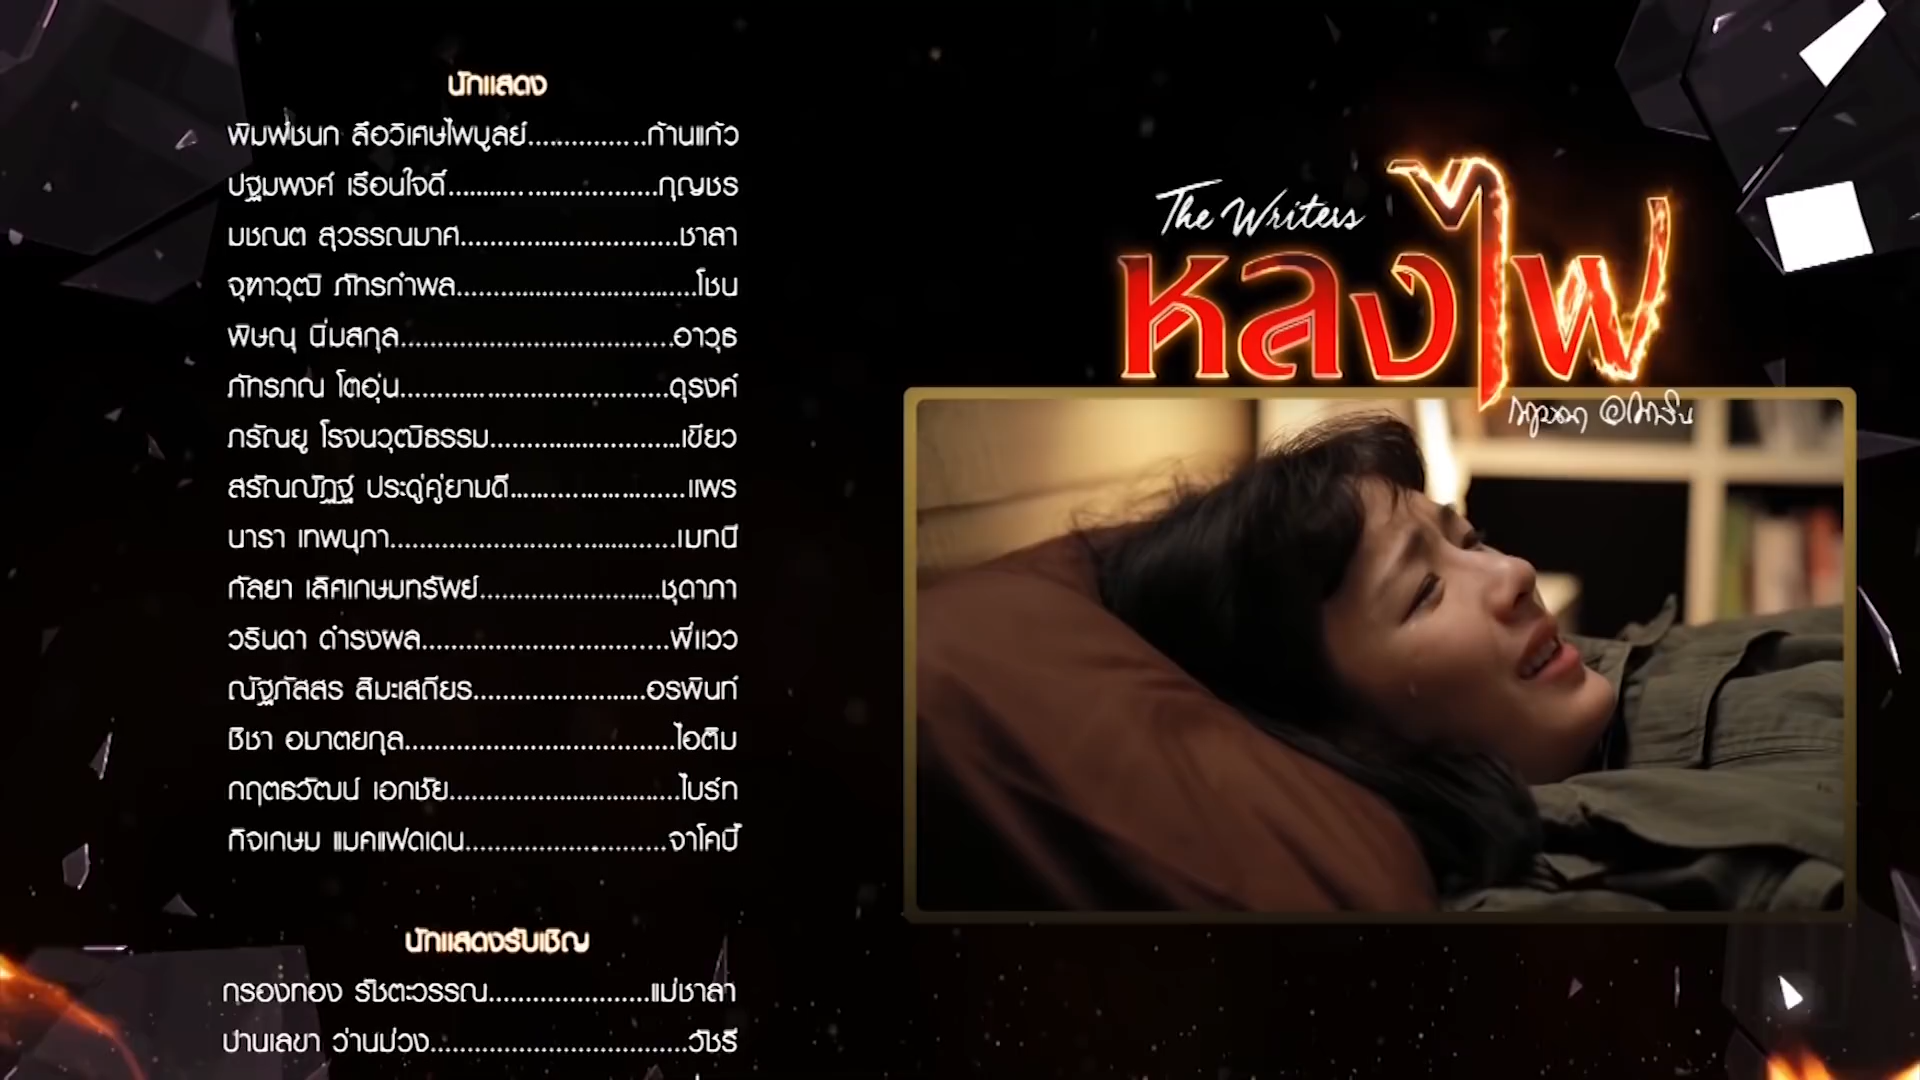 นักแสดง
พิมพ์ชนก ลือวิเศษไพบูลย์................ก้านแก้ว
ปฐมพงศ์ เรือนใจดี............................กุญชร
มชณต สุวรรณมาศ.............................ชาลา
จุฑาวุฒิ ภัทรกำพล................................โชน
พิษณุ นิ่มสกุล.....................................อาวุธ
ภัทรภณ โตอุ่น....................................ดุรงค์
ภรัณยู โรจนวุฒิธรรม.........................เขียว
สรัณณัฏฐ์ ประดู่คู่ยามดี.......................แพร
นารา เทพนุภา......................................เมทนี
กัลยา เลิศเกษมทรัพย์........................ชุดาภา
วรินดา ดำรงผล.................................พี่แวว
ณัฐภัสสร สิมะเสถียร.......................อรพินท์
ชิชา อมาตยกุล....................................ไอติม
กฤตธวัฒน์ เอกชัย...............................ไบร์ท
กิจเกษม แมคแฟดเดน...........................จาโคบี้
นักแสดงรับเชิญ
กรองทอง รัชตะวรรณ......................แม่ชาลา
ปานเลขา ว่านม่วง..................................วัชรี
The Writers
หลงไฟ